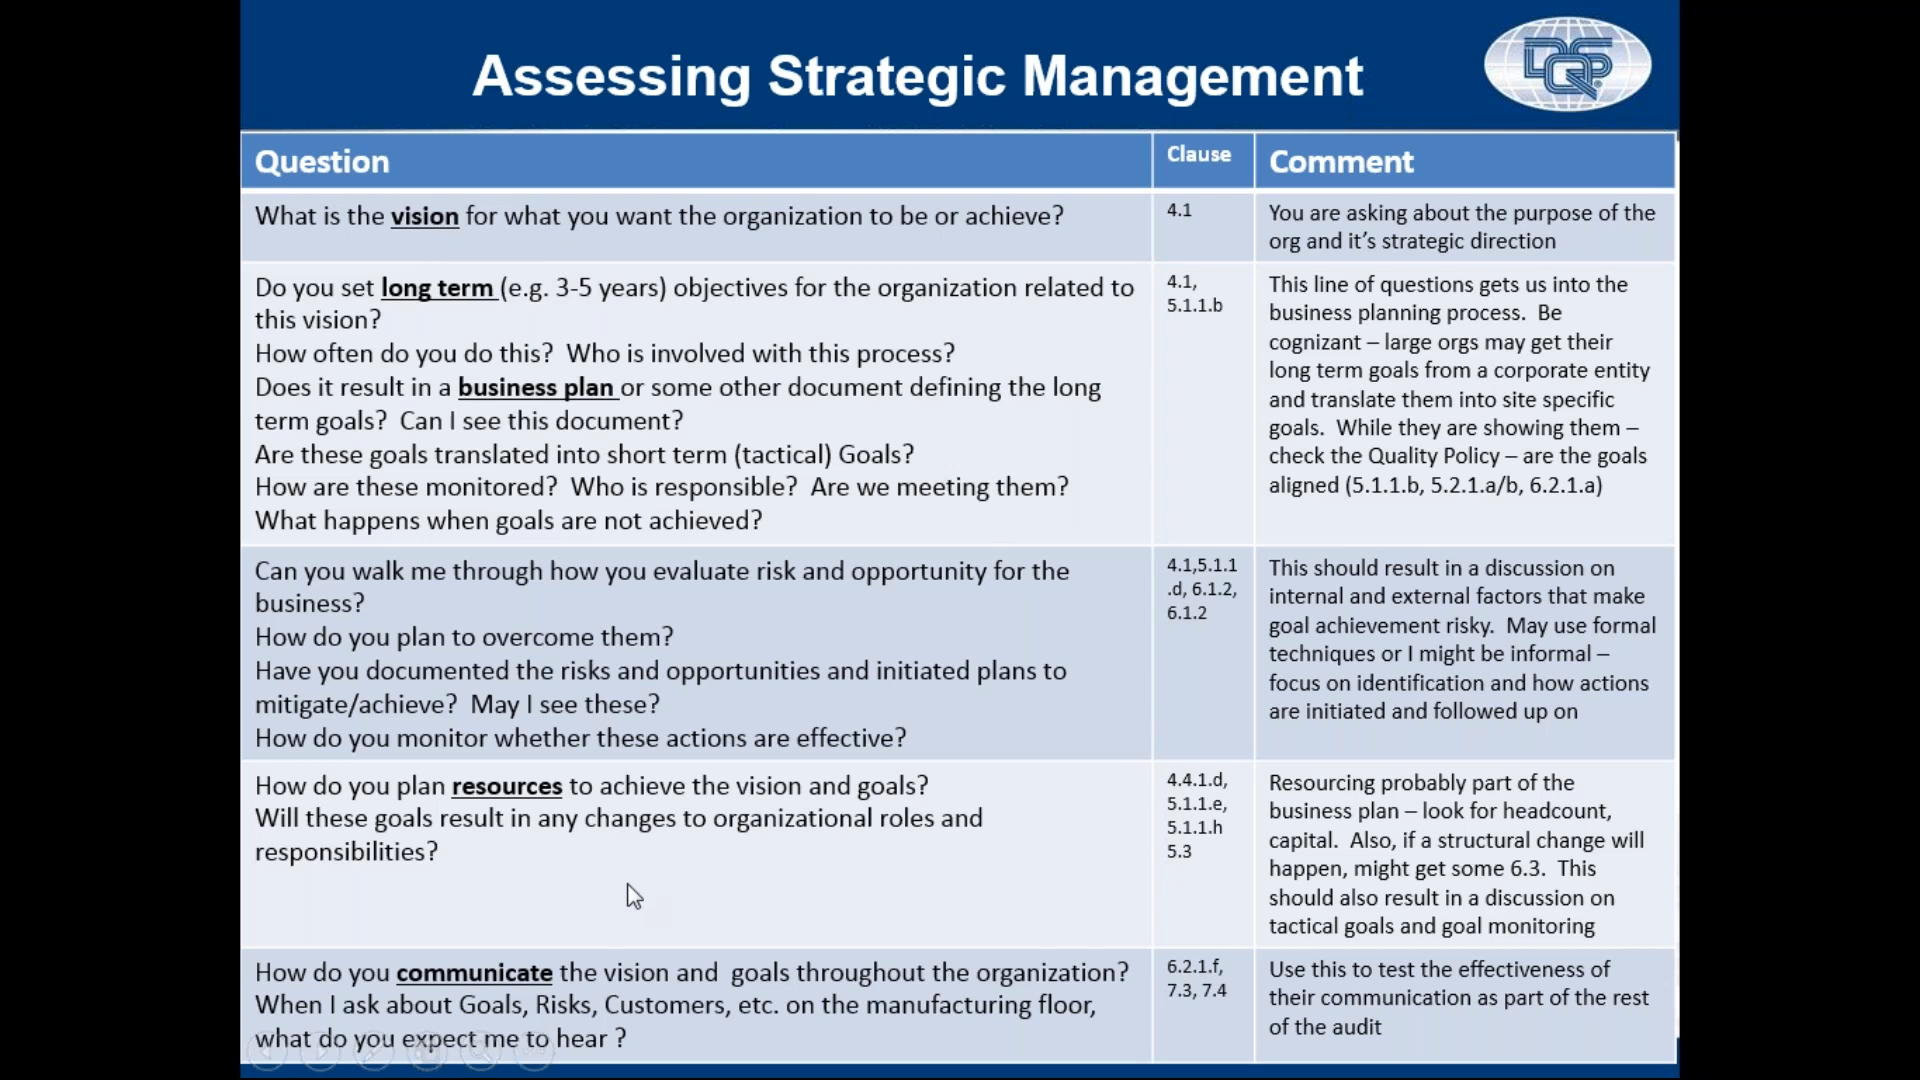 Assessing Strategic Management
DQS
Question
Clause
Comment
What is the vision for what you want the organization to be or achieve?
4.1
You are asking about the purpose of the
org and it's strategic direction
Do you set long term (e.g. 3-5 years) objectives for the organization related to
this vision?
How often do you do this?  Who is involved with this process?
Does it result in a business plan or some other document defining the long
term goals?  Can I see this document?
Are these goals translated into short term (tactical) Goals?
How are these monitored?  Who is responsible?  Are we meeting them?
What happens when goals are not achieved?
4.1,
5.1.1.b
This line of questions gets us into the
business planning process.  Be
cognizant – large orgs may get their
long term goals from a corporate entity
and translate them into site specific
goals.  While they are showing them –
check the Quality Policy – are the goals
aligned (5.1.1.b, 5.2.1.a/b, 6.2.1.a)
Can you walk me through how you evaluate risk and opportunity for the
business?
How do you plan to overcome them?
Have you documented the risks and opportunities and initiated plans to
mitigate/achieve?  May I see these?
How do you monitor whether these actions are effective?
4.1,5.1.1
.d, 6.1.2,
6.1.2
This should result in a discussion on
internal and external factors that make
goal achievement risky.  May use formal
techniques or I might be informal –
focus on identification and how actions
are initiated and followed up on
How do you plan resources to achieve the vision and goals?
Will these goals result in any changes to organizational roles and
responsibilities?
4.4.1.d,
5.1.1.e,
5.1.1.h
5.3
Resourcing probably part of the
business plan – look for headcount,
capital.  Also, if a structural change will
happen, might get some 6.3.  This
should also result in a discussion on
tactical goals and goal monitoring
How do you communicate the vision and  goals throughout the organization?
When I ask about Goals, Risks, Customers, etc. on the manufacturing floor,
what do you expect me to hear ?
6.2.1.f,
7.3, 7.4
Use this to test the effectiveness of
their communication as part of the rest
of the audit